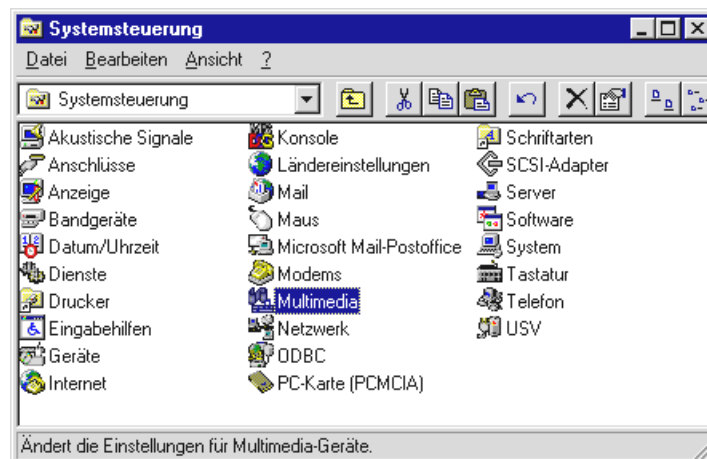 Systemsteuerung
Datei Bearbeiten Ansicht ?
Systemsteuerung
Akustische Signale
Anschlüsse
Anzeige
Bandgeräte
Datum/Uhrzeit
Dienste
Drucker
Eingabehilfen
Geräte
Internet
Konsole
Ländereinstellungen
Mail
Maus
Microsoft Mail-Postoffice
Modems
Multimedia
Netzwerk
ODBC
PC-Karte (PCMCIA)
Schriftarten
SCSI-Adapter
Server
Software
System
Tastatur
Telefon
USV
Ändert die Einstellungen für Multimedia-Geräte.